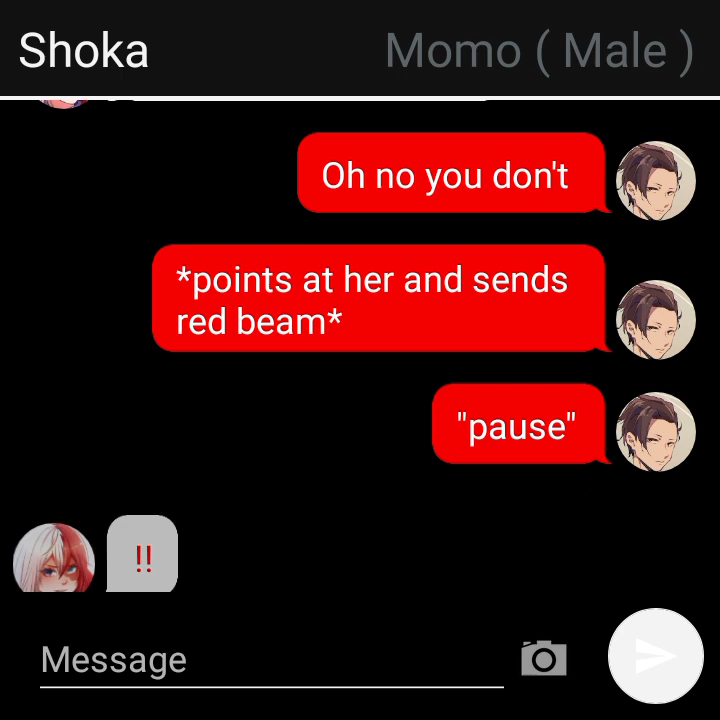 Shoka
Momo ( Male )
Oh no you don't
*points at her and sends
red beam*
"pause"
!!
Message